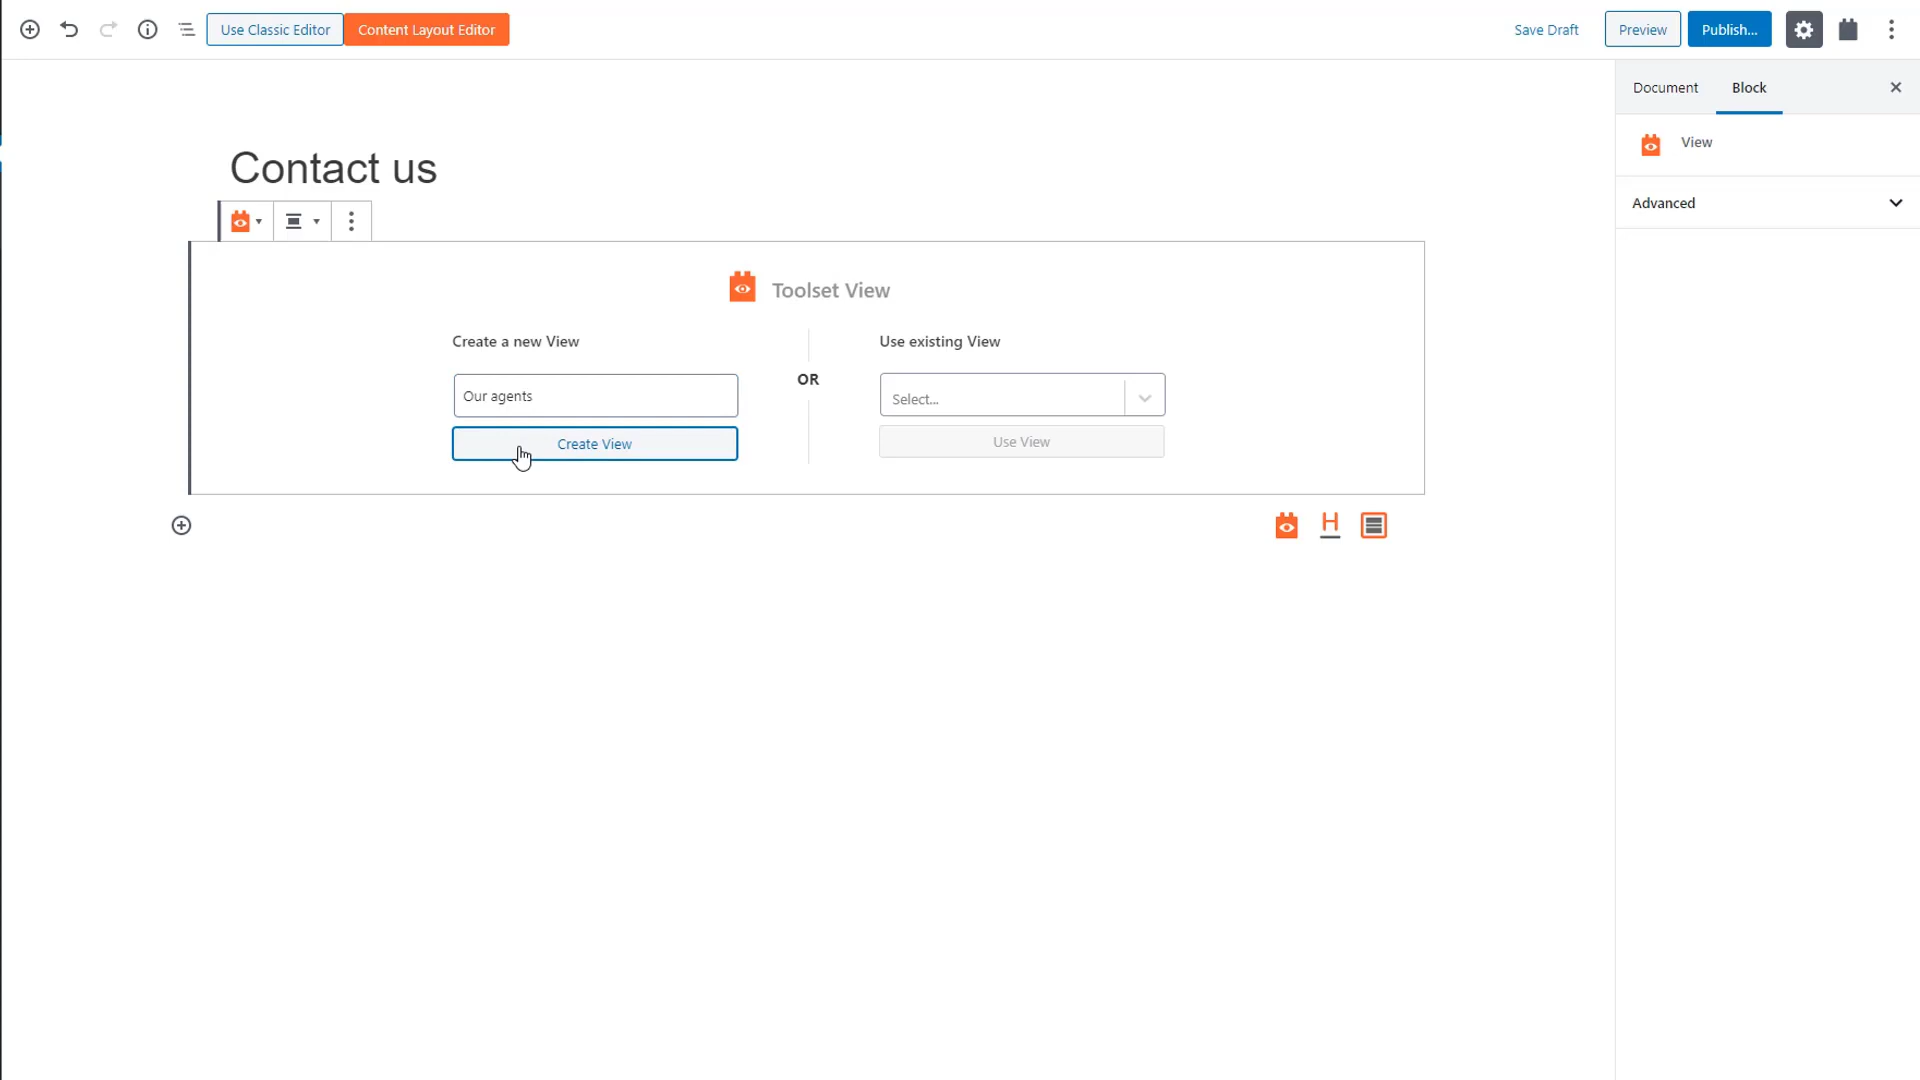 Use Classic Editor
Content Layout Editor
Save Draft
Preview
Publish...
Document
Block
View
Advanced
Contact us
Toolset View
Create a new View
Use existing View
OR
Our agents
Select...
Create View
Use View
H